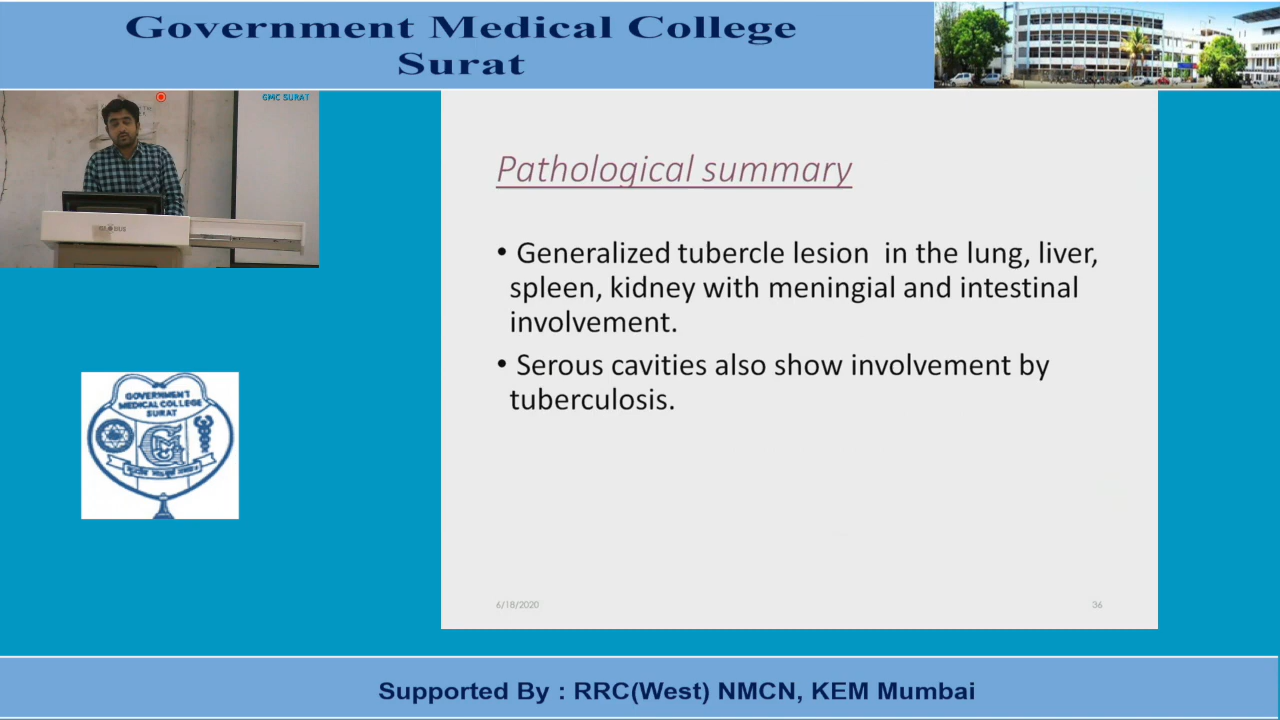 Government Medical College
Surat
GMC SURAT
Pathological summary
• Generalized tubercle lesion in the lung, liver,
spleen, kidney with meningial and intestinal
involvement.
• Serous cavities also show involvement by
tuberculosis.
GOVERNMENT
MEDICAL COLLEGE
SURAT
6/18/2020
36
Supported By : RRC(West) NMCN, KEM Mumbai